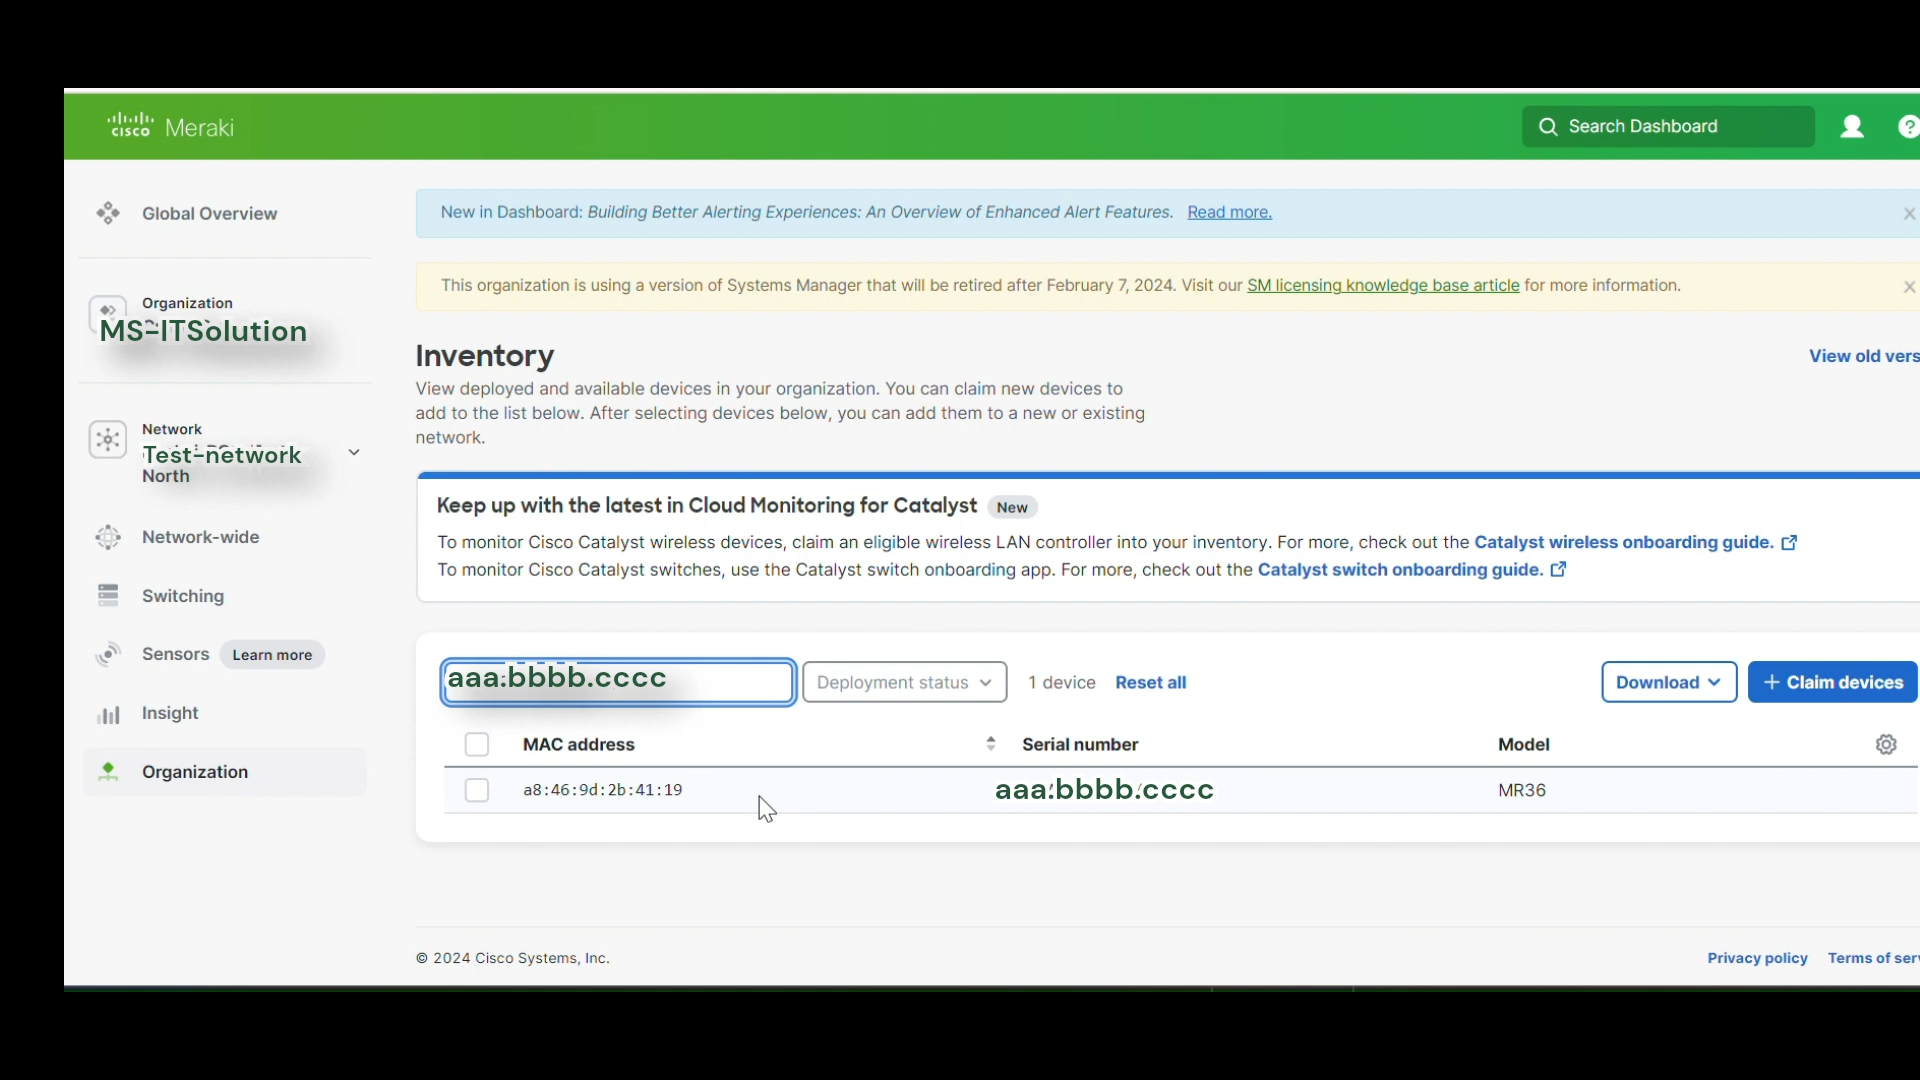 cisco Meraki
Search Dashboard
?
Global Overview
New in Dashboard: Building Better Alerting Experiences: An Overview of Enhanced Alert Features. Read more.
This organization is using a version of Systems Manager that will be retired after February 7, 2024. Visit our SM licensing knowledge base article for more information.
Organization
MS-ITSolution
Network
Test-network
North
Network-wide
Switching
Sensors Learn more
Insight
Organization
Inventory
View old vers
View deployed and available devices in your organization. You can claim new devices to
add to the list below. After selecting devices below, you can add them to a new or existing
network.
Keep up with the latest in Cloud Monitoring for Catalyst New
To monitor Cisco Catalyst wireless devices, claim an eligible wireless LAN controller into your inventory. For more, check out the Catalyst wireless onboarding guide.
To monitor Cisco Catalyst switches, use the Catalyst switch onboarding app. For more, check out the Catalyst switch onboarding guide.
aaa:bbbb.cccc Deployment status 1 device Reset all Download + Claim devices
MAC address Serial number Model
a8:46:9d:2b:41:19 aaa:bbbb.cccc MR36
© 2024 Cisco Systems, Inc.
Privacy policy Terms of serv